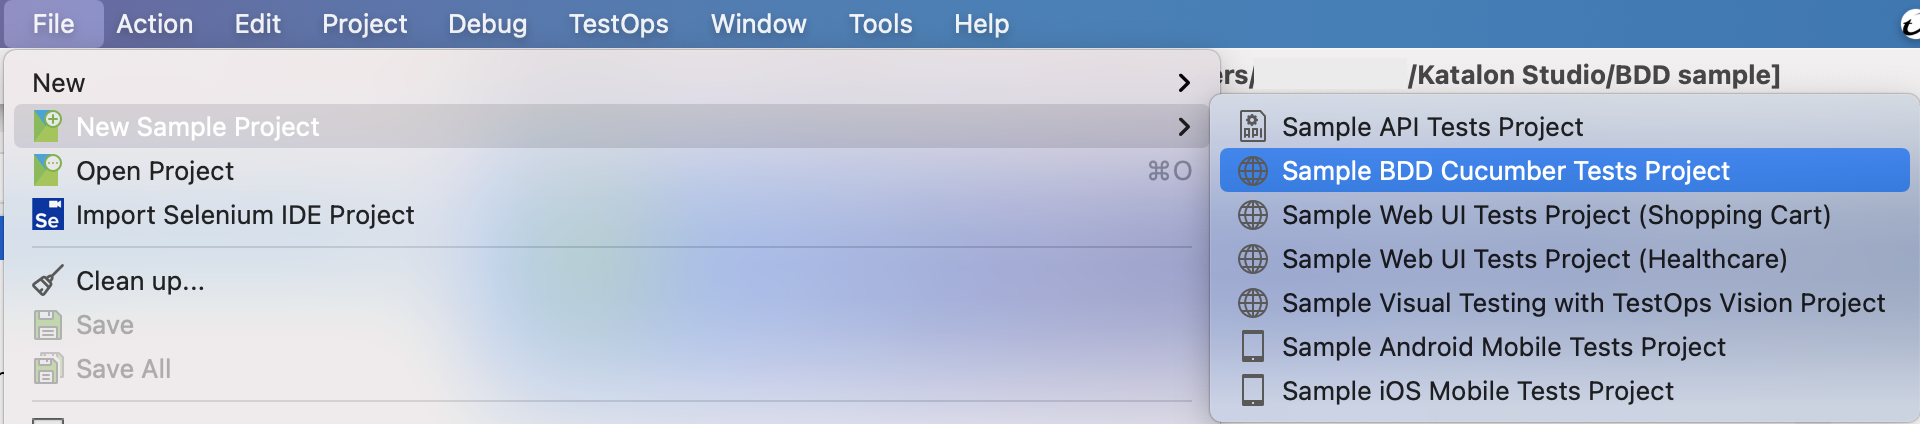 File Action Edit Project Debug TestOps Window Tools Help
/Katalon Studio/BDD sample]
New
New Sample Project
Open Project ⌘O
Se Import Selenium IDE Project
Clean up...
Save
Save All
API Sample API Tests Project
Sample BDD Cucumber Tests Project
Sample Web UI Tests Project (Shopping Cart)
Sample Web UI Tests Project (Healthcare)
Sample Visual Testing with TestOps Vision Project
Sample Android Mobile Tests Project
Sample iOS Mobile Tests Project